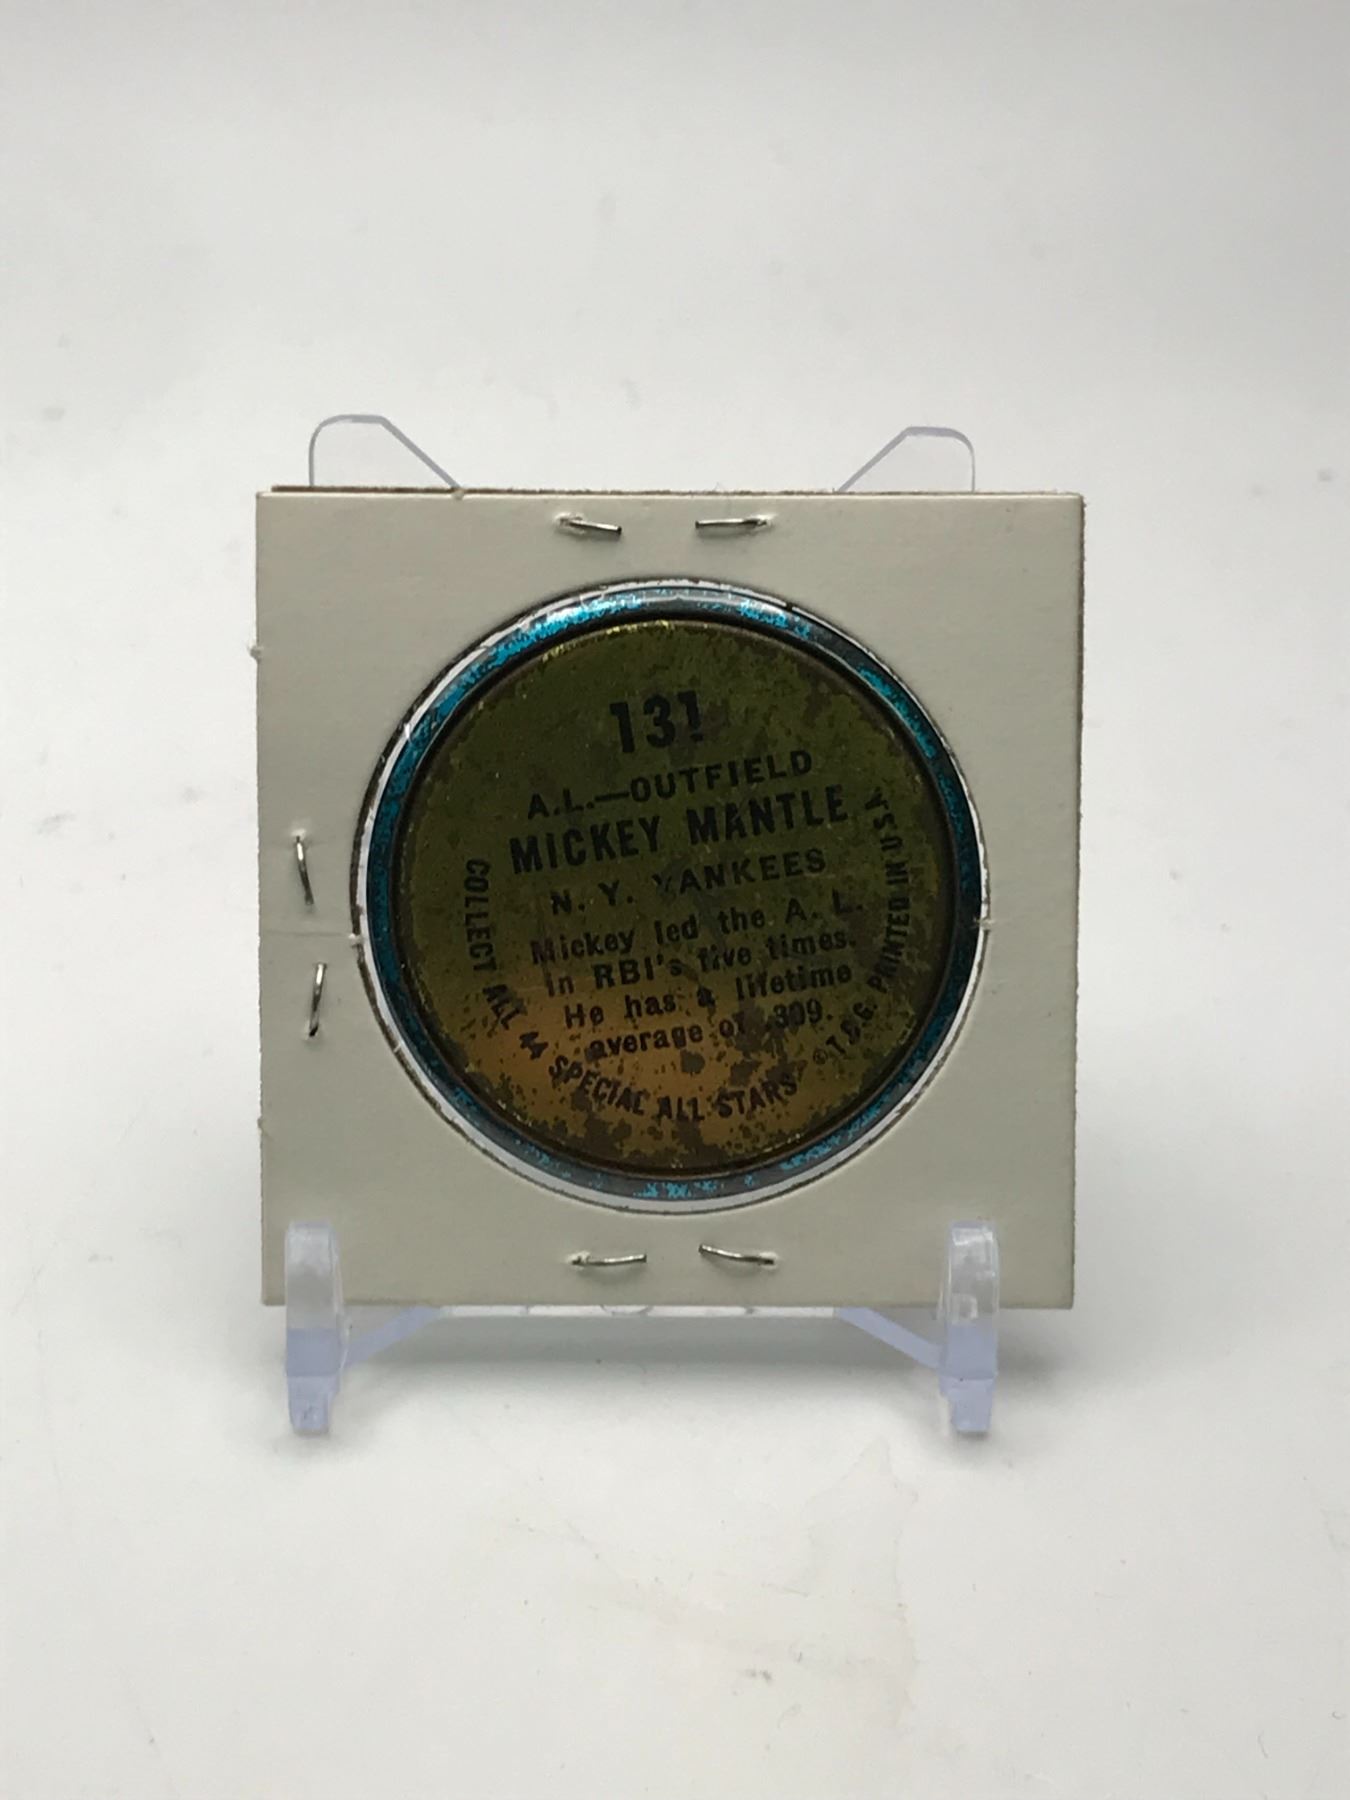 131
A.L.—OUTFIELD
MICKEY MANTLE
N. Y. YANKEES
Mickey led the A. L.
in RBI's five times.
He has a lifetime
average of .309.
COLLECT ALL 44 SPECIAL ALL STARS
©T.C.G. PRINTED IN U.S.A.